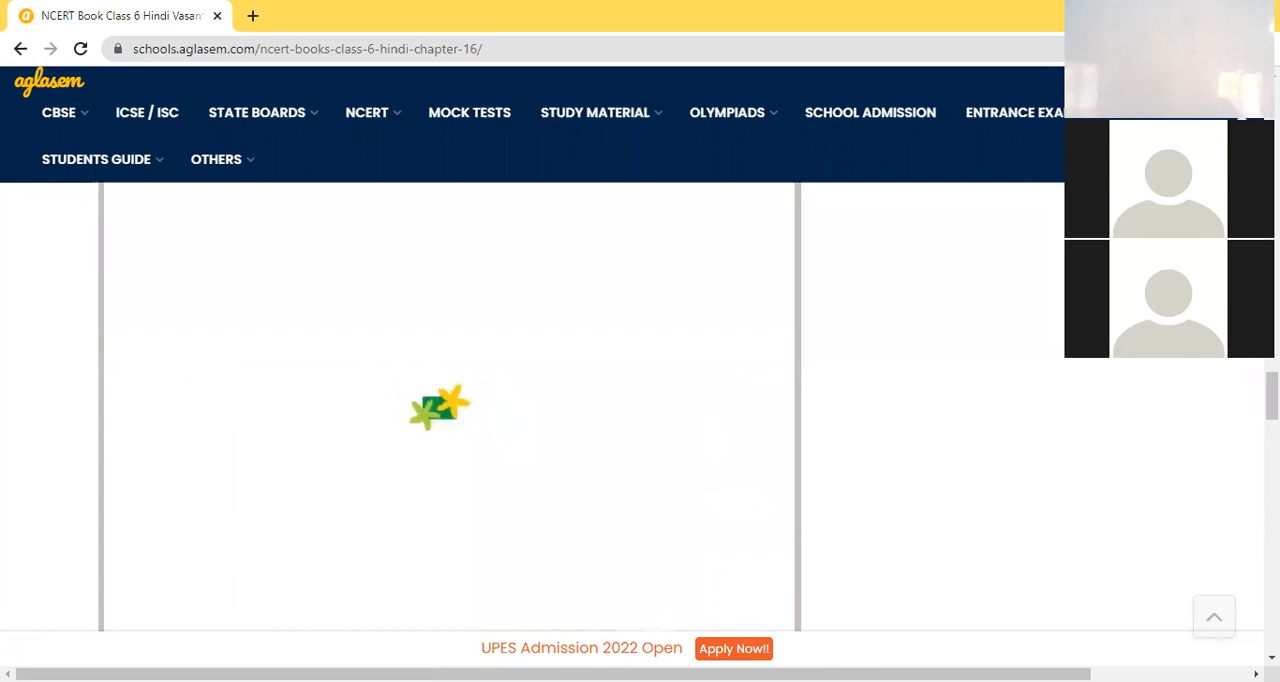 NCERT Book Class 6 Hindi Vasan
schools.aglasem.com/ncert-books-class-6-hindi-chapter-16/
aglasem
CBSE ICSE / ISC STATE BOARDS NCERT MOCK TESTS STUDY MATERIAL OLYMPIADS SCHOOL ADMISSION ENTRANCE EXA
STUDENTS GUIDE OTHERS
UPES Admission 2022 Open Apply Now!!